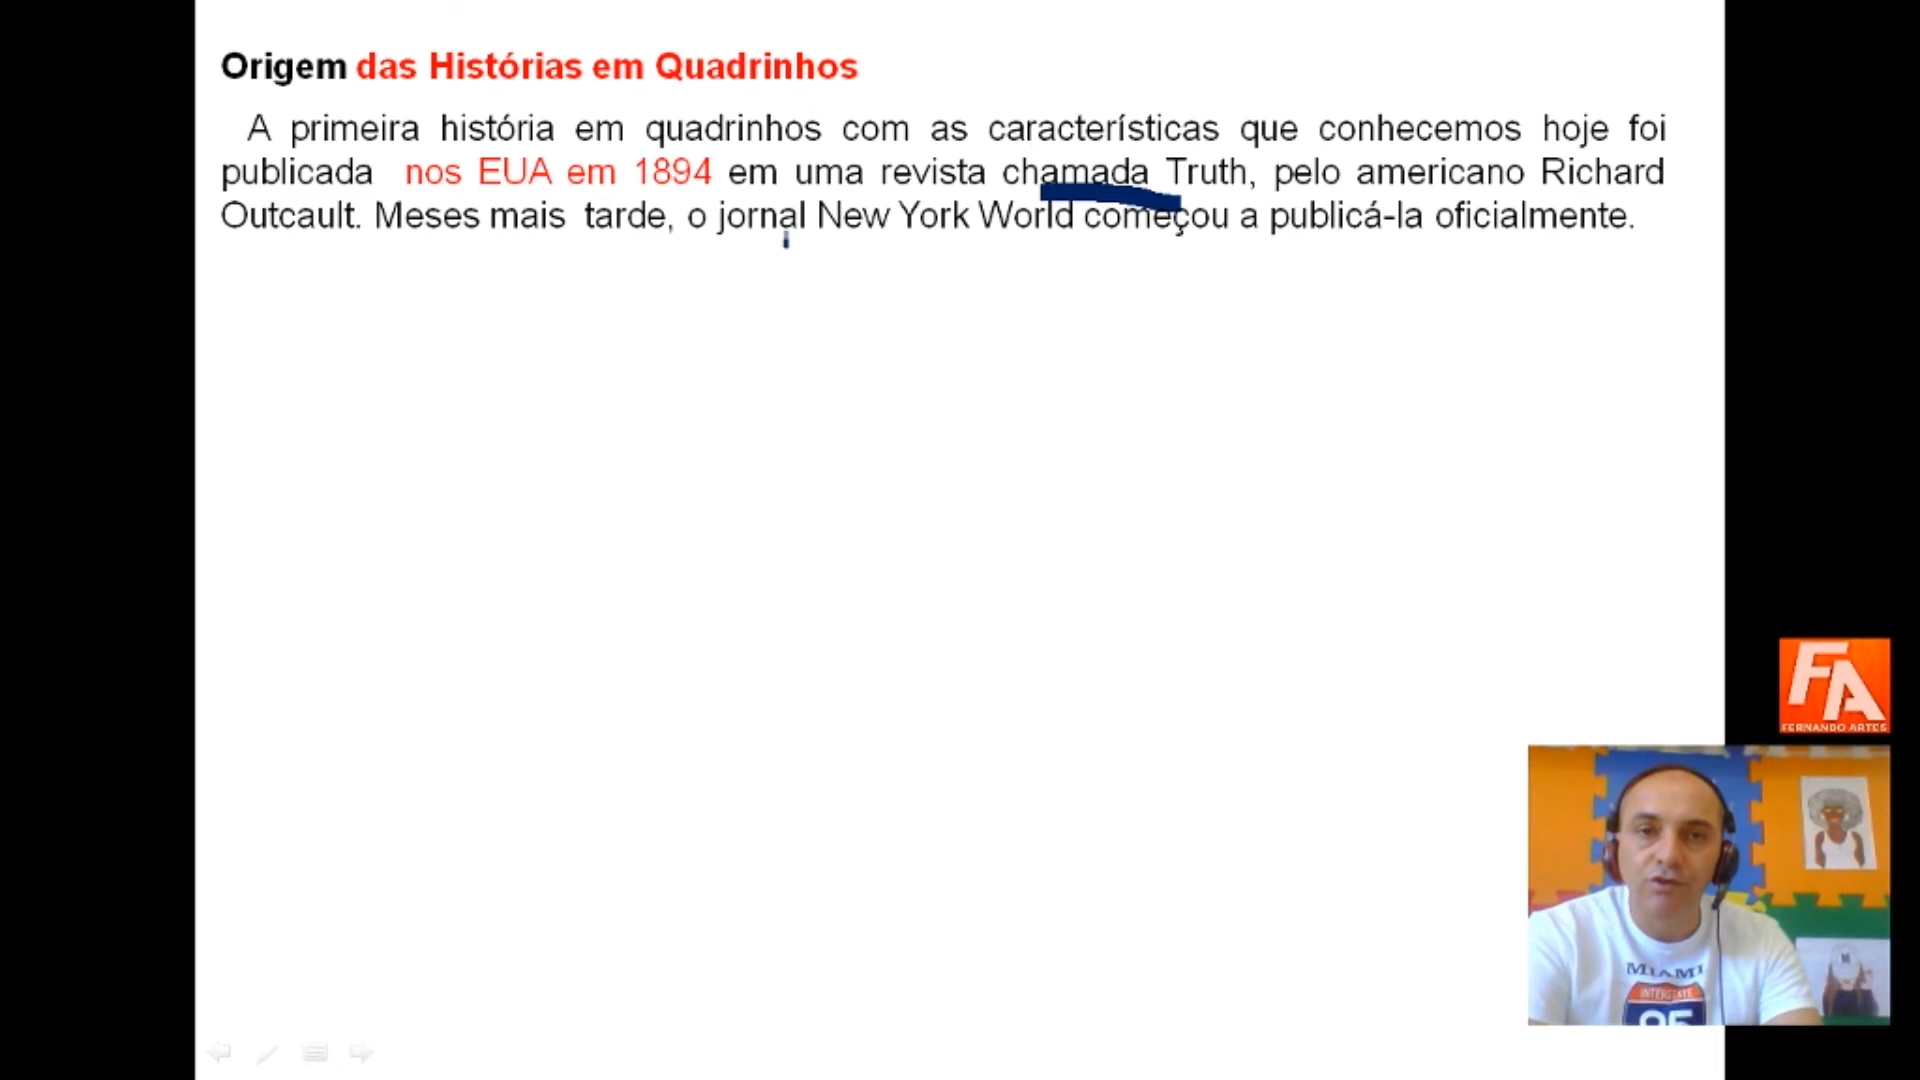 Origem das Histórias em Quadrinhos
A primeira história em quadrinhos com as características que conhecemos hoje foi
publicada nos EUA em 1894 em uma revista chamada Truth, pelo americano Richard
Outcault. Meses mais tarde, o jornal New York World começou a publicá-la oficialmente.
FA
FERNANDO ARTES
MIAMI
INTERSTATE
95